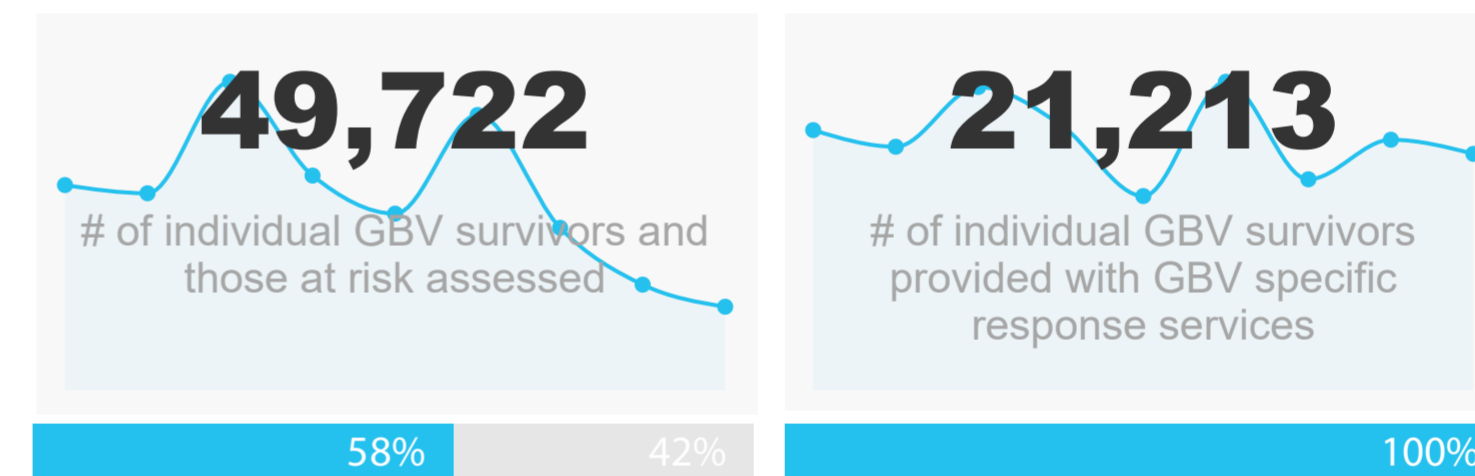 49,722
# of individual GBV survivors and
those at risk assessed
58% 42%
21,213
# of individual GBV survivors
provided with GBV specific
response services
100%